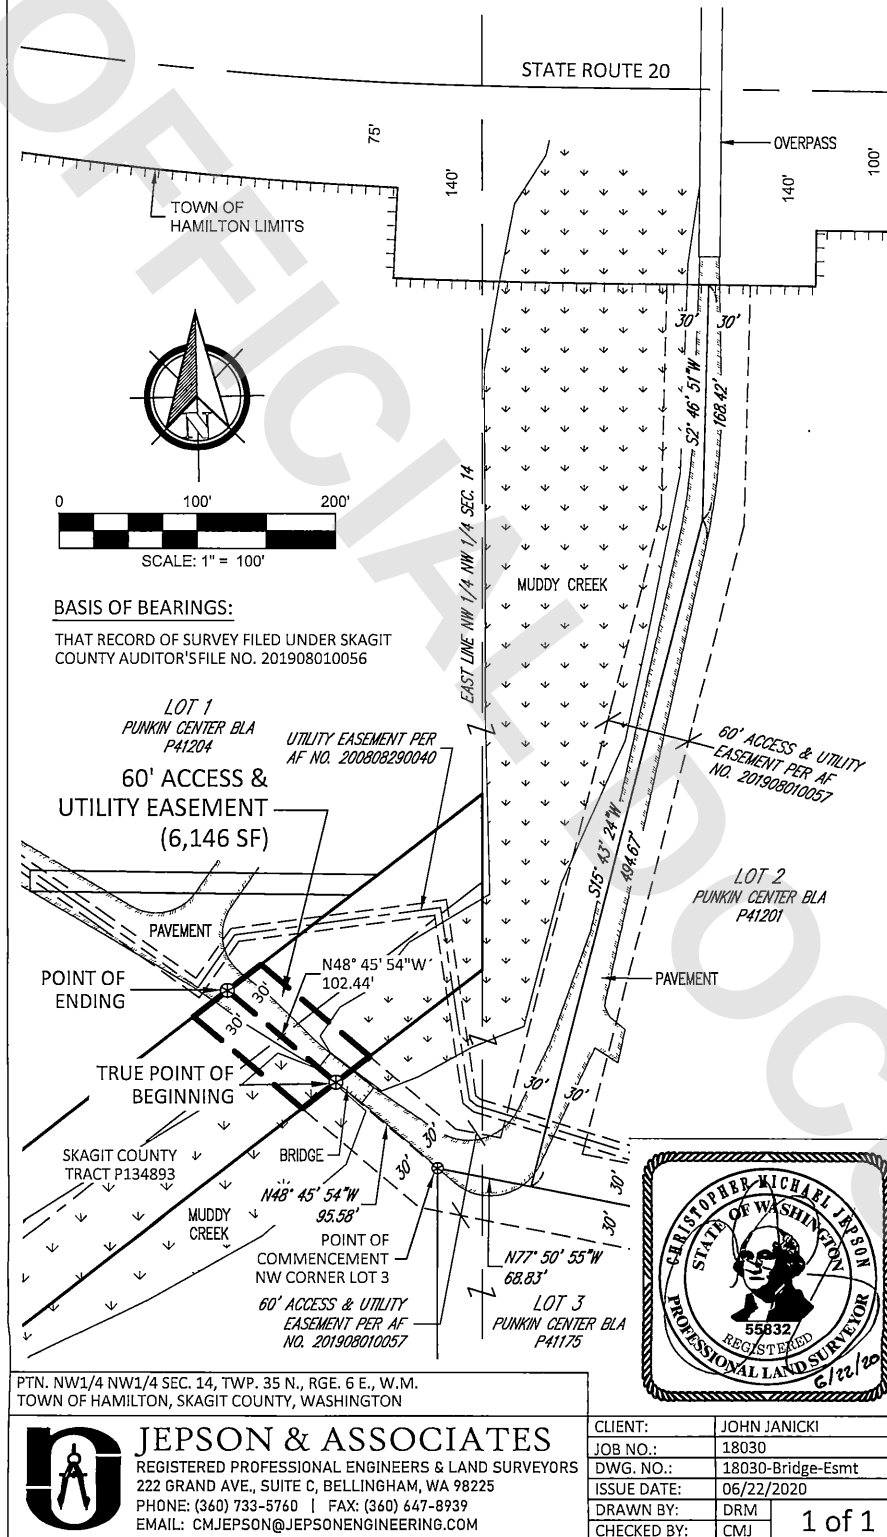 STATE ROUTE 20
OVERPASS
75'
140'
140'
100'
TOWN OF
HAMILTON LIMITS
30'
30'
S2° 46' 51"W
168.42'
N
0
100'
200'
SCALE: 1" = 100'
EAST LINE NW 1/4 NW 1/4 SEC. 14
MUDDY CREEK
BASIS OF BEARINGS:
THAT RECORD OF SURVEY FILED UNDER SKAGIT
COUNTY AUDITOR'SFILE NO. 201908010056
LOT 1
PUNKIN CENTER BLA
P41204
UTILITY EASEMENT PER
AF NO. 200808290040
60' ACCESS &
UTILITY EASEMENT
(6,146 SF)
60' ACCESS & UTILITY
EASEMENT PER AF
NO. 201908010057
S15° 43' 24"W
494.67'
LOT 2
PUNKIN CENTER BLA
P41201
PAVEMENT
PAVEMENT
POINT OF
ENDING
N48° 45' 54"W
102.44'
30'
30'
TRUE POINT OF
BEGINNING
30'
30'
SKAGIT COUNTY
TRACT P134893
BRIDGE
30'
30'
N48° 45' 54"W
95.58'
MUDDY
CREEK
POINT OF
COMMENCEMENT
NW CORNER LOT 3
N77° 50' 55"W
68.83'
30'
30'
60' ACCESS & UTILITY
EASEMENT PER AF
NO. 201908010057
LOT 3
PUNKIN CENTER BLA
P41175
CHRISTOPHER MICHAEL JEPSON
STATE OF WASHINGTON
55832
REGISTERED
PROFESSIONAL LAND SURVEYOR
6/22/20
PTN. NW1/4 NW1/4 SEC. 14, TWP. 35 N., RGE. 6 E., W.M.
TOWN OF HAMILTON, SKAGIT COUNTY, WASHINGTON
JEPSON & ASSOCIATES
REGISTERED PROFESSIONAL ENGINEERS & LAND SURVEYORS
222 GRAND AVE., SUITE C, BELLINGHAM, WA 98225
PHONE: (360) 733-5760 | FAX: (360) 647-8939
EMAIL: CMJEPSON@JEPSONENGINEERING.COM
CLIENT: JOHN JANICKI
JOB NO.: 18030
DWG. NO.: 18030-Bridge-Esmt
ISSUE DATE: 06/22/2020
DRAWN BY: DRM
CHECKED BY: CMJ
1 of 1
OFFICIAL DOC